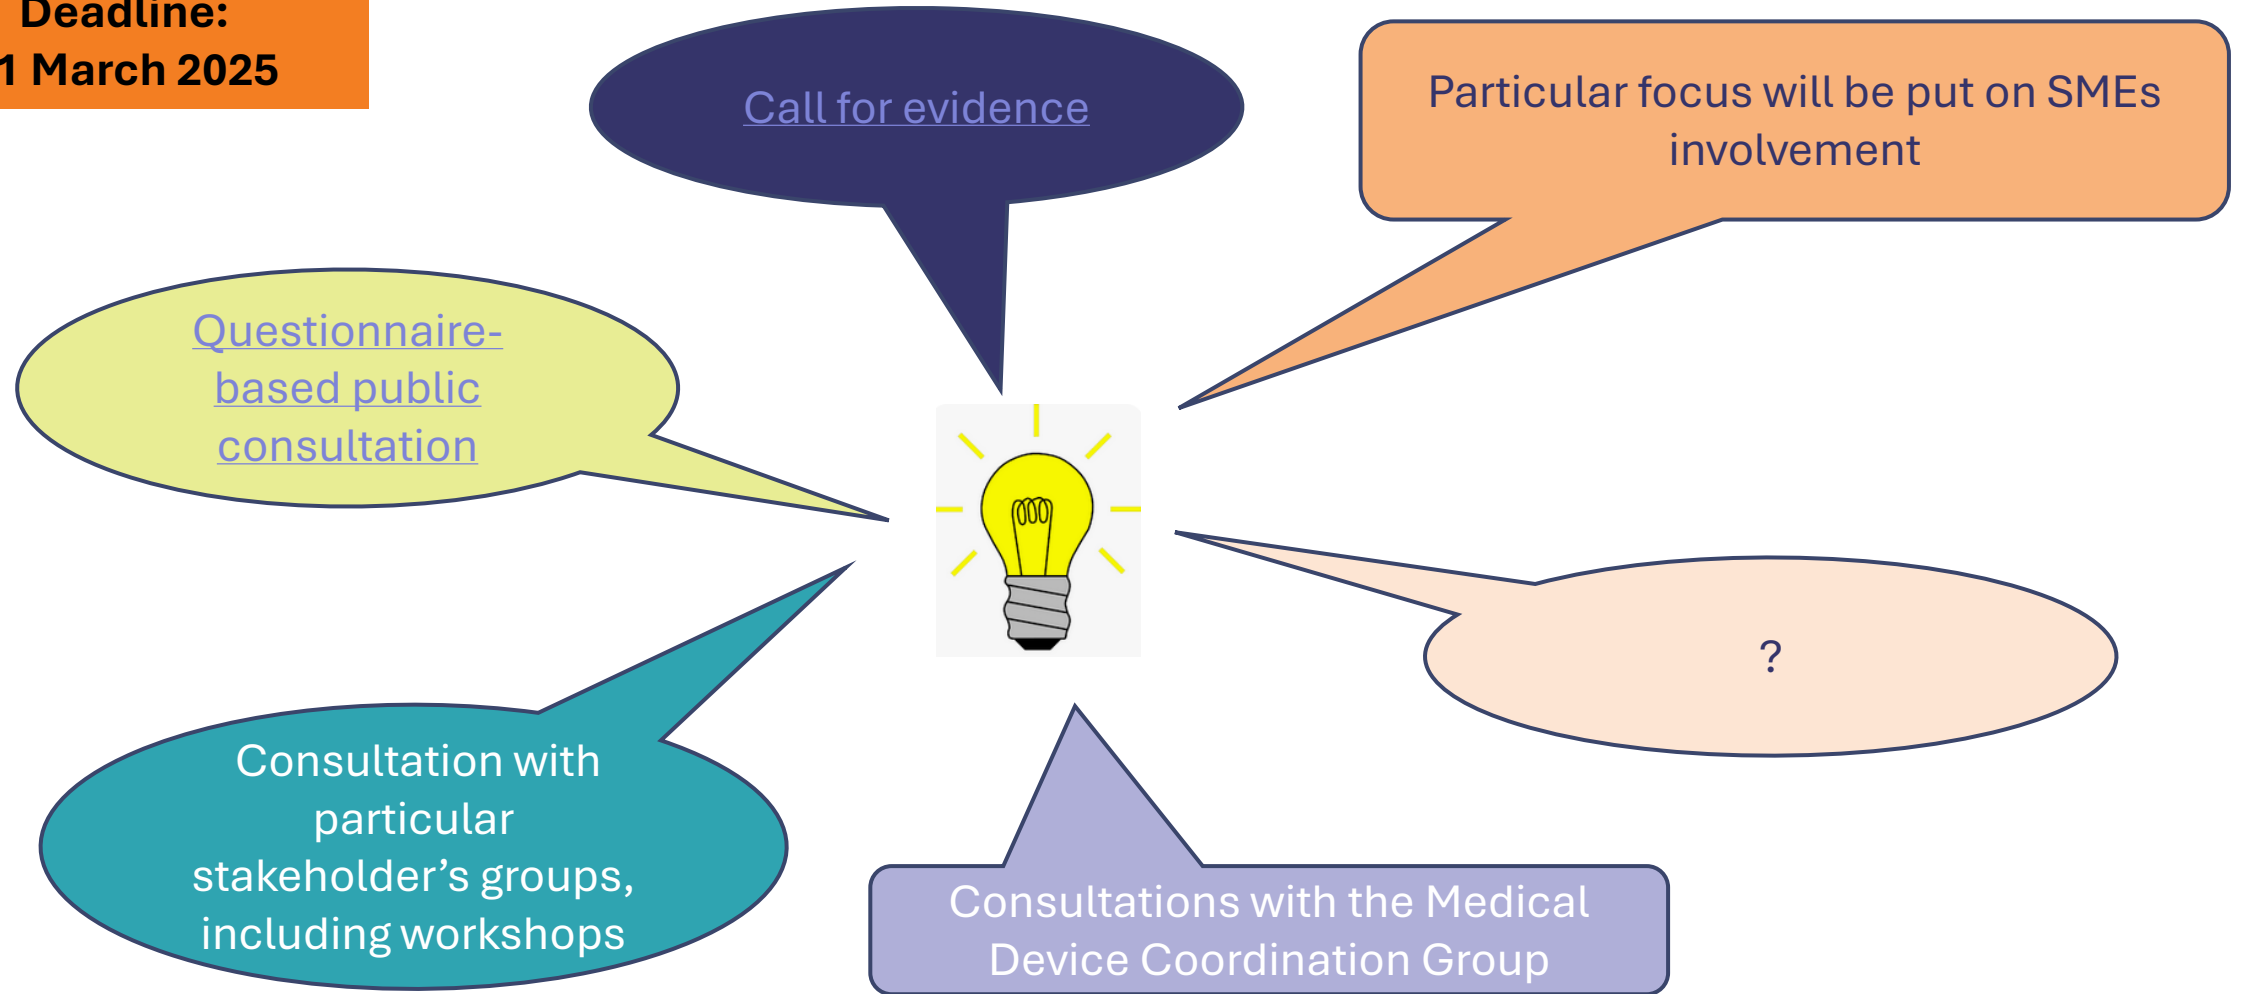 Deadline:
1 March 2025
Call for evidence
Particular focus will be put on SMEs
involvement
Questionnaire-
based public
consultation
?
Consultation with
particular
stakeholder’s groups,
including workshops
Consultations with the Medical
Device Coordination Group